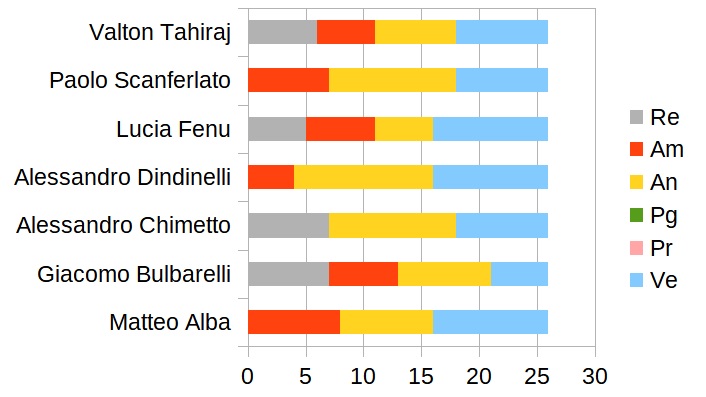 Valton Tahiraj
Paolo Scanferlato
Lucia Fenu
Alessandro Dindinelli
Alessandro Chimetto
Giacomo Bulbarelli
Matteo Alba
0 5 10 15 20 25 30
Re
Am
An
Pg
Pr
Ve